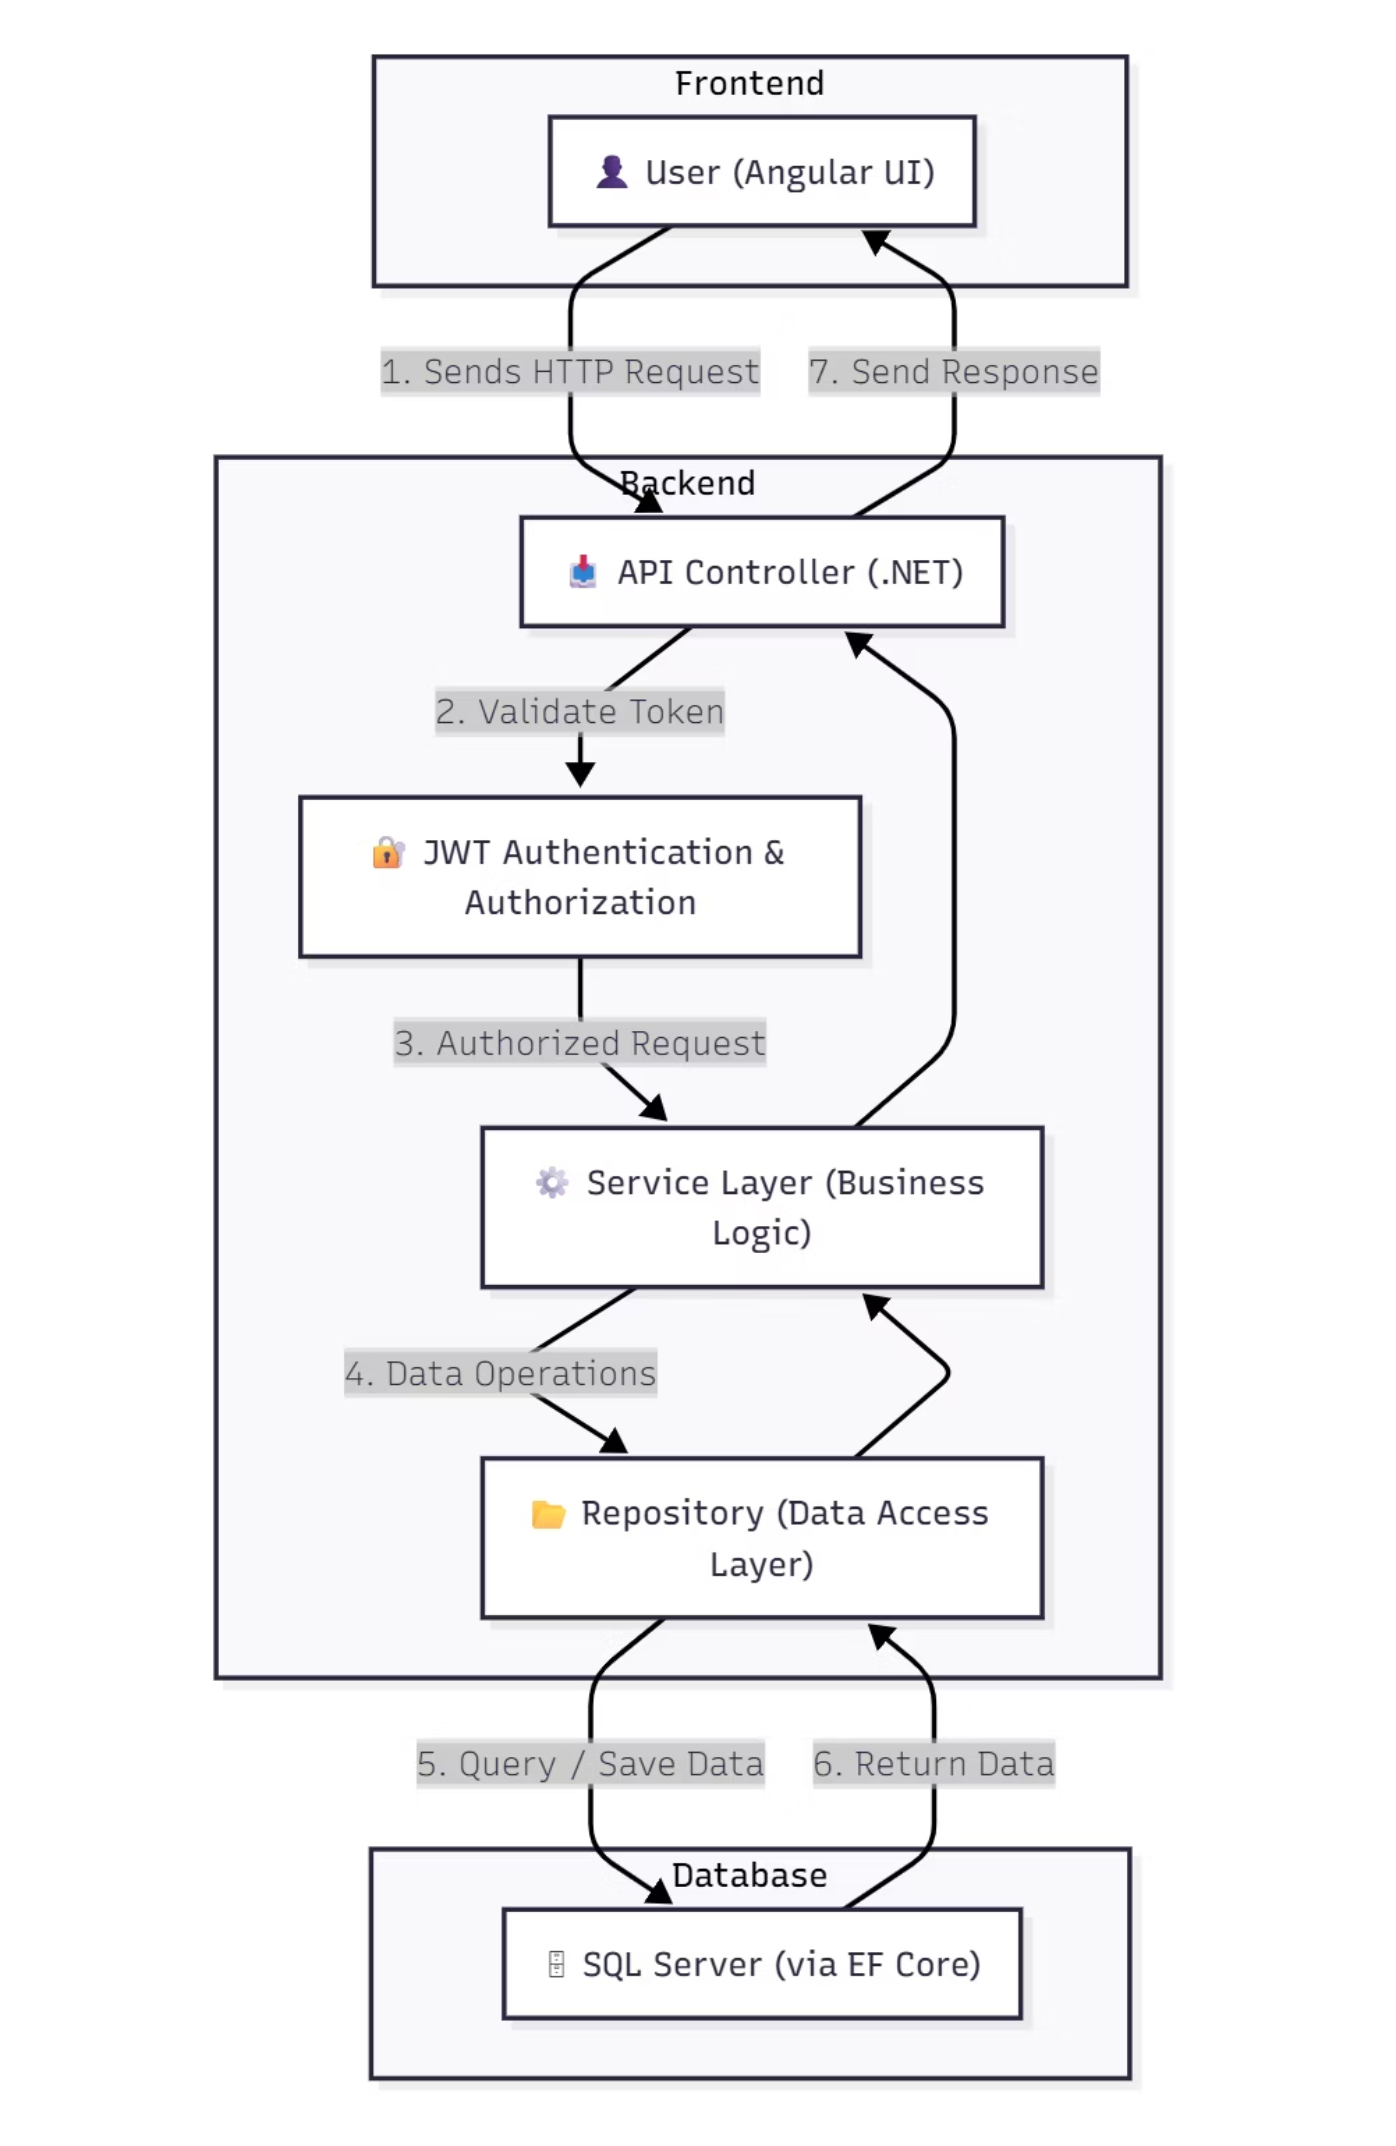 Frontend
User (Angular UI)
1. Sends HTTP Request
7. Send Response
Backend
API Controller (.NET)
2. Validate Token
JWT Authentication &
Authorization
3. Authorized Request
Service Layer (Business
Logic)
4. Data Operations
Repository (Data Access
Layer)
5. Query / Save Data
6. Return Data
Database
SQL Server (via EF Core)